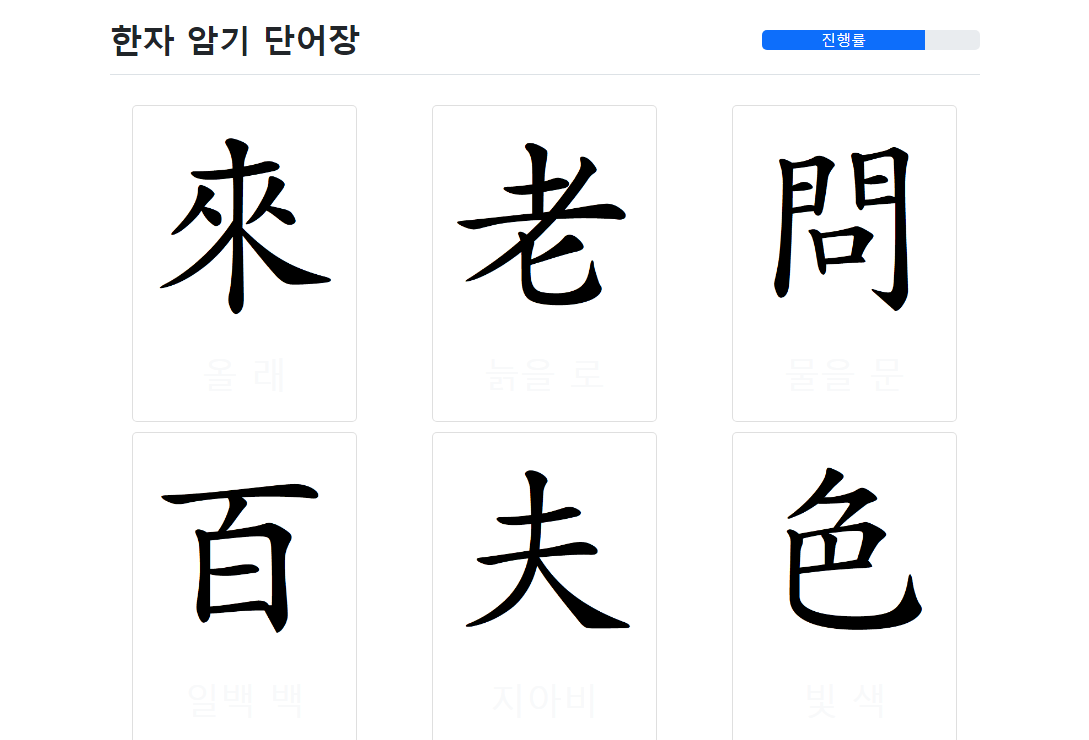 한자 암기 단어장
진행률
來 老 問
올 래 늙을 로 물을 문
百 夫 色
일백 백 지아비 빛 색